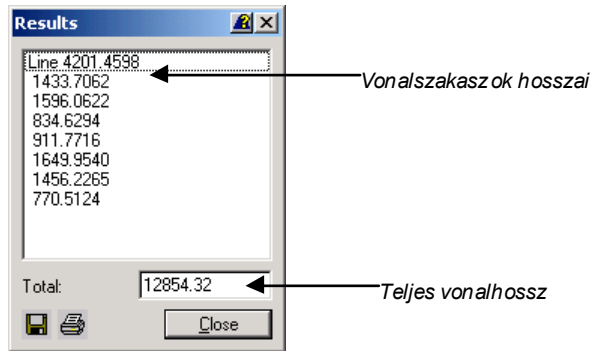 Results
Line 4201.4598
1433.7062
1596.0622
834.6294
911.7716
1649.9540
1456.2265
770.5124
Vonalszakaszok hosszai
Total: 12854.32
Teljes vonalhossz
Close